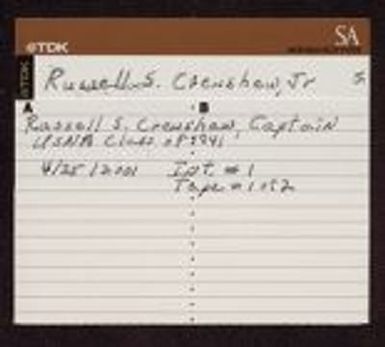 TDK
SA
TDK
Russell S. Crenshaw, Jr
A B
Russell S. Crenshaw, Captain
USNA Class of 1941
4/25/2001 Int. #1
Tape #1 of 2